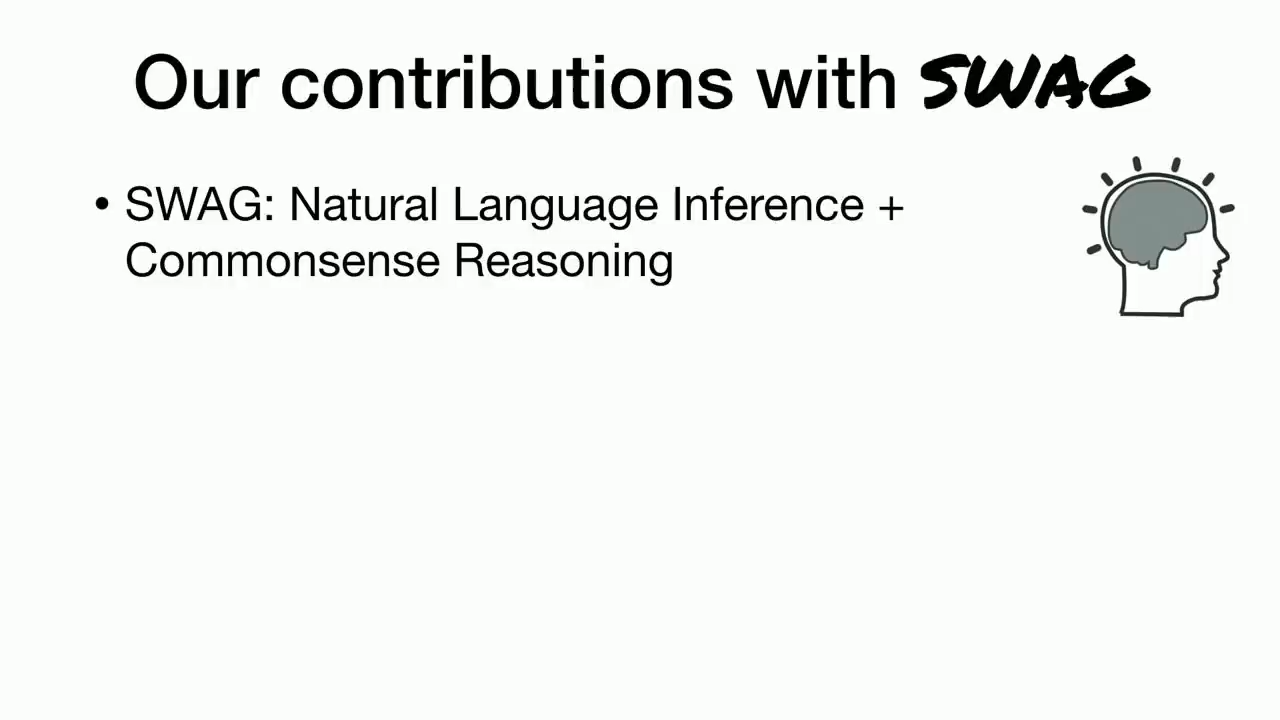 Our contributions with SWAG
• SWAG: Natural Language Inference +
Commonsense Reasoning